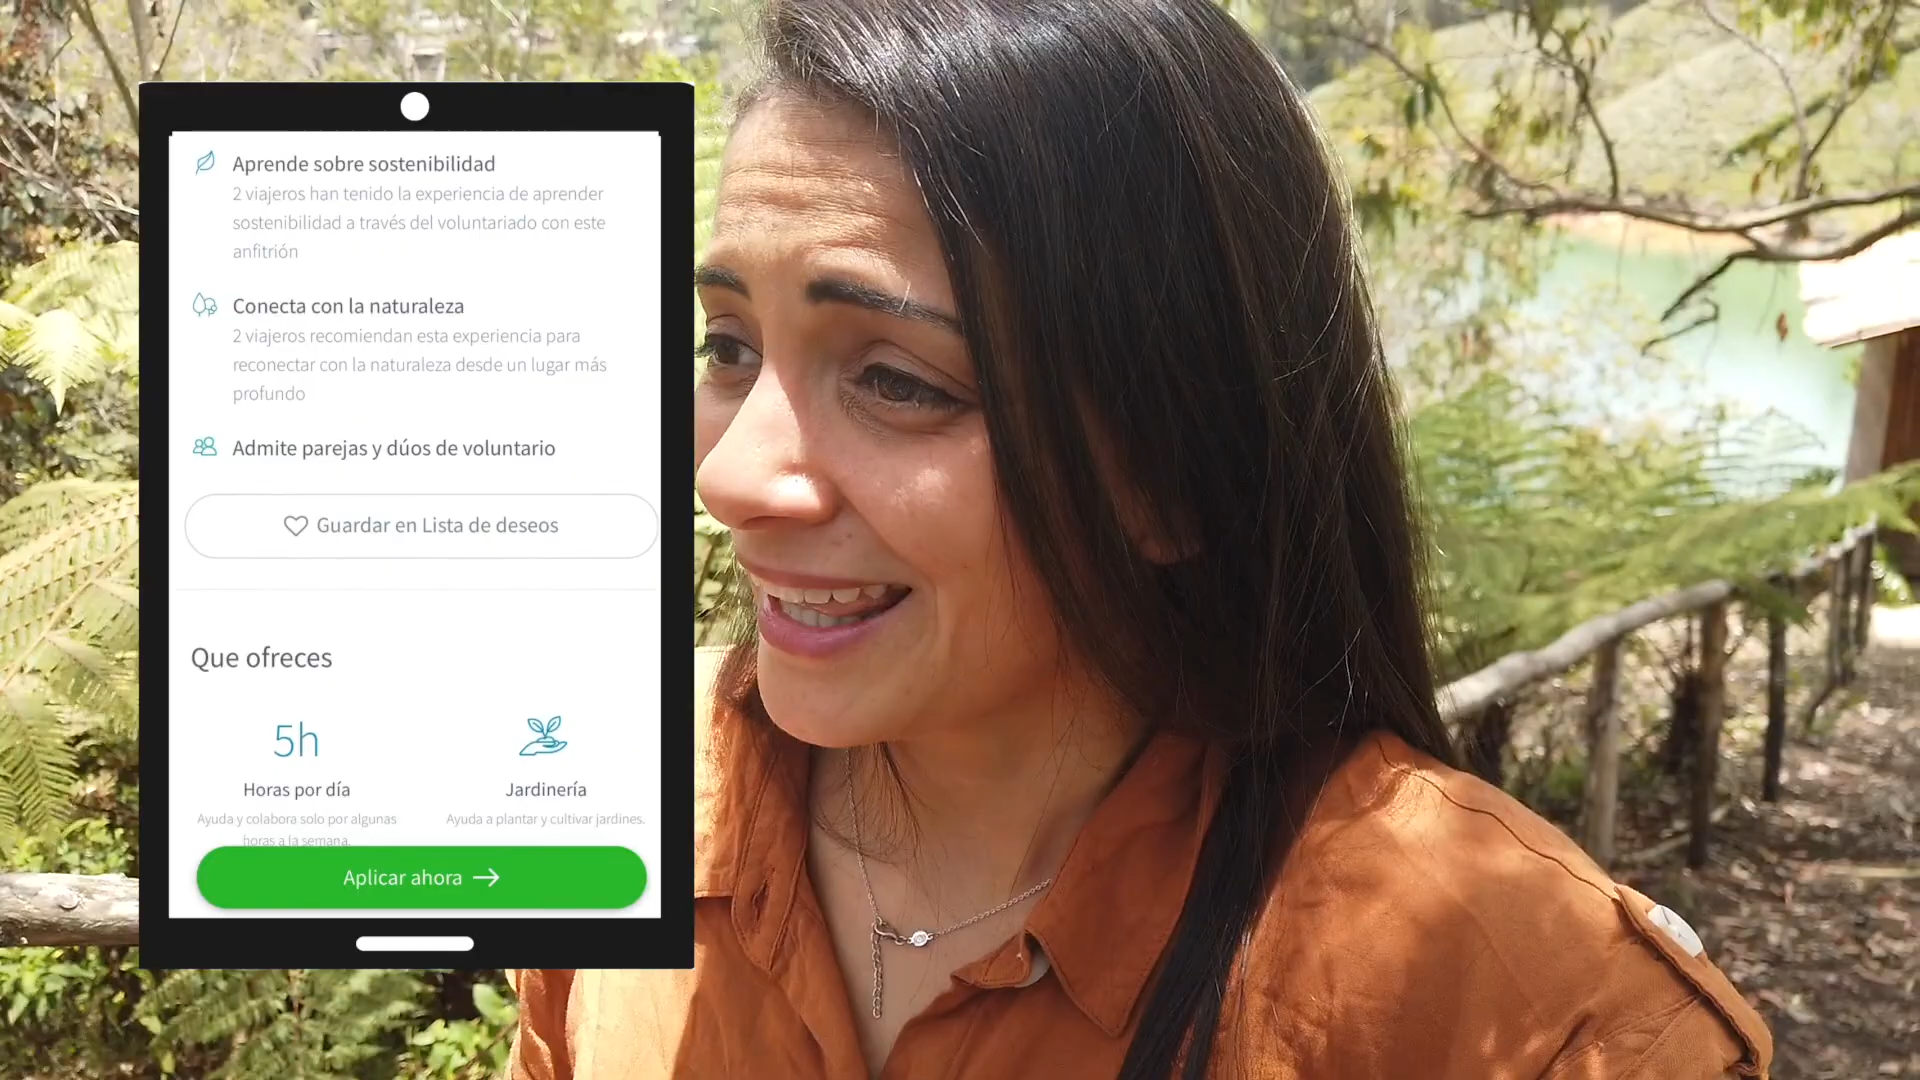 Aprende sobre sostenibilidad
2 viajeros han tenido la experiencia de aprender
sostenibilidad a través del voluntariado con este
anfitrión
Conecta con la naturaleza
2 viajeros recomiendan esta experiencia para
reconectar con la naturaleza desde un lugar más
profundo
Admite parejas y dúos de voluntario
Guardar en Lista de deseos
Que ofreces
5h
Horas por día
Ayuda y colabora solo por algunas
horas a la semana.
Jardinería
Ayuda a plantar y cultivar jardines.
Aplicar ahora